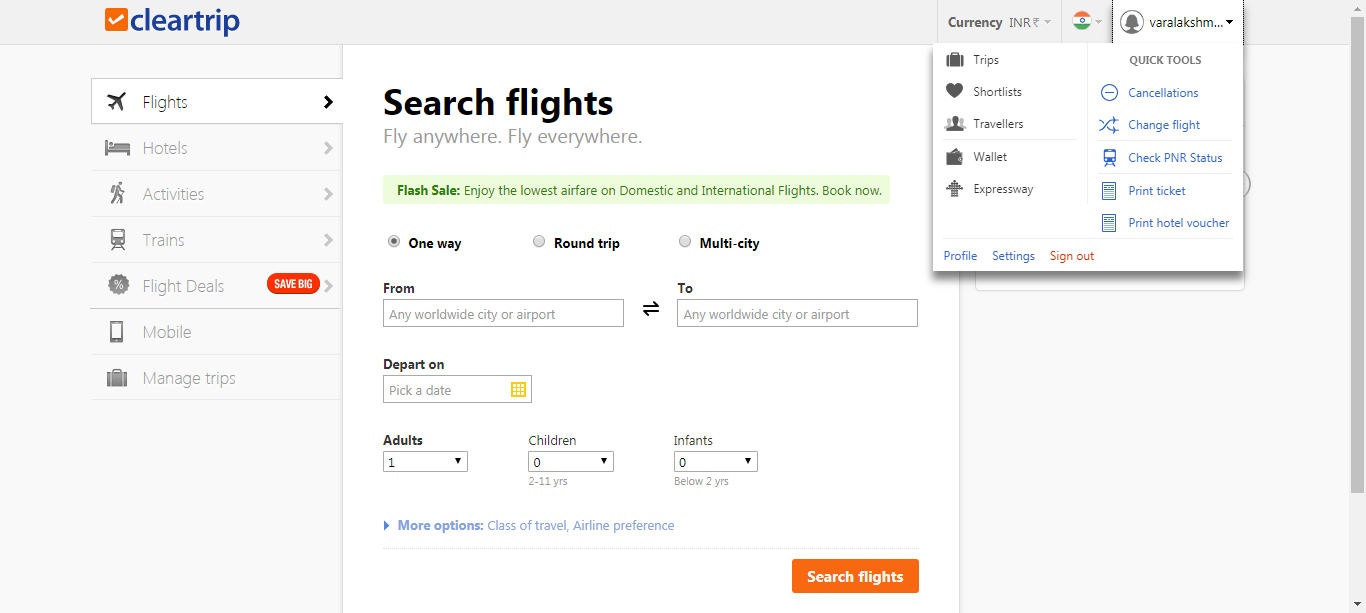 cleartrip
Currency INR ₹
varalakshm...
Trips
Shortlists
Travellers
Wallet
Expressway
QUICK TOOLS
Cancellations
Change flight
Check PNR Status
Print ticket
Print hotel voucher
Profile Settings Sign out
Flights
Hotels
Activities
Trains
Flight Deals SAVE BIG
Mobile
Manage trips
Search flights
Fly anywhere. Fly everywhere.
Flash Sale: Enjoy the lowest airfare on Domestic and International Flights. Book now.
One way Round trip Multi-city
From To
Any worldwide city or airport Any worldwide city or airport
Depart on
Pick a date
Adults Children Infants
1 0 0
2-11 yrs Below 2 yrs
More options: Class of travel, Airline preference
Search flights